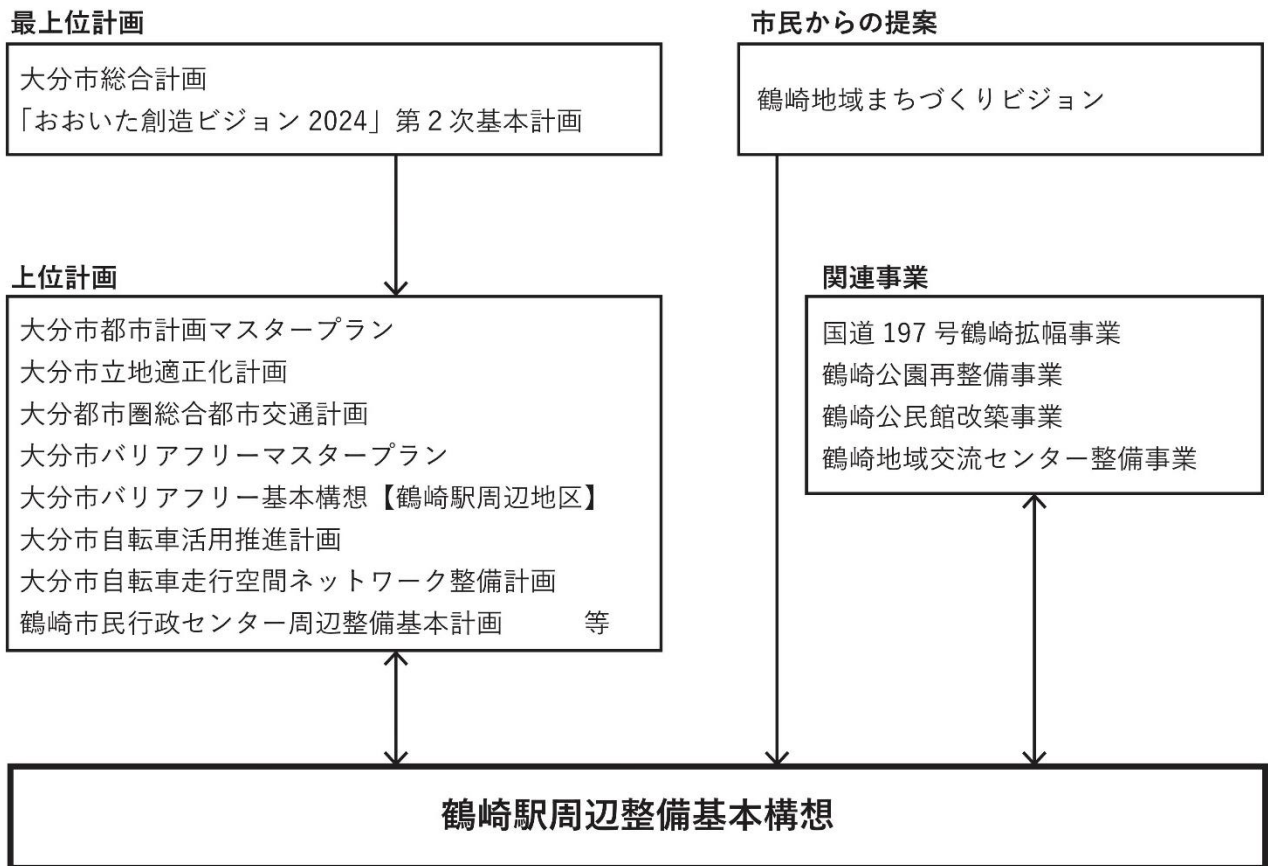 最上位計画
大分市総合計画
「おおいた創造ビジョン 2024」第２次基本計画
市民からの提案
鶴崎地域まちづくりビジョン
上位計画
大分市都市計画マスタープラン
大分市立地適正化計画
大分都市圏総合都市交通計画
大分市バリアフリーマスタープラン
大分市バリアフリー基本構想【鶴崎駅周辺地区】
大分市自転車活用推進計画
大分市自転車走行空間ネットワーク整備計画
鶴崎市民行政センター周辺整備基本計画　　　等
関連事業
国道 197 号鶴崎拡幅事業
鶴崎公園再整備事業
鶴崎公民館改築事業
鶴崎地域交流センター整備事業
鶴崎駅周辺整備基本構想